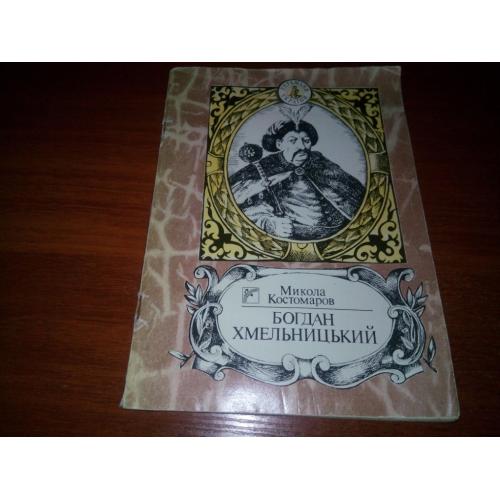 Микола
Костомаров
БОГДАН
ХМЕЛЬНИЦЬКИЙ